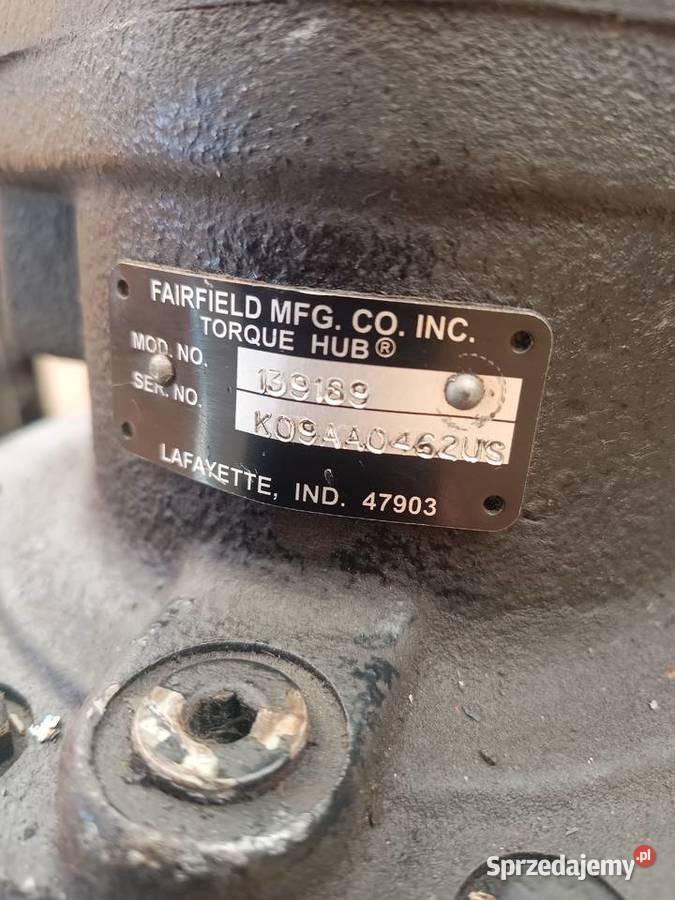 FAIRFIELD MFG. CO. INC.
TORQUE HUB®
MOD. NO. 139189
SER. NO. K09AA0462US
LAFAYETTE, IND. 47903
Sprzedajemy.pl